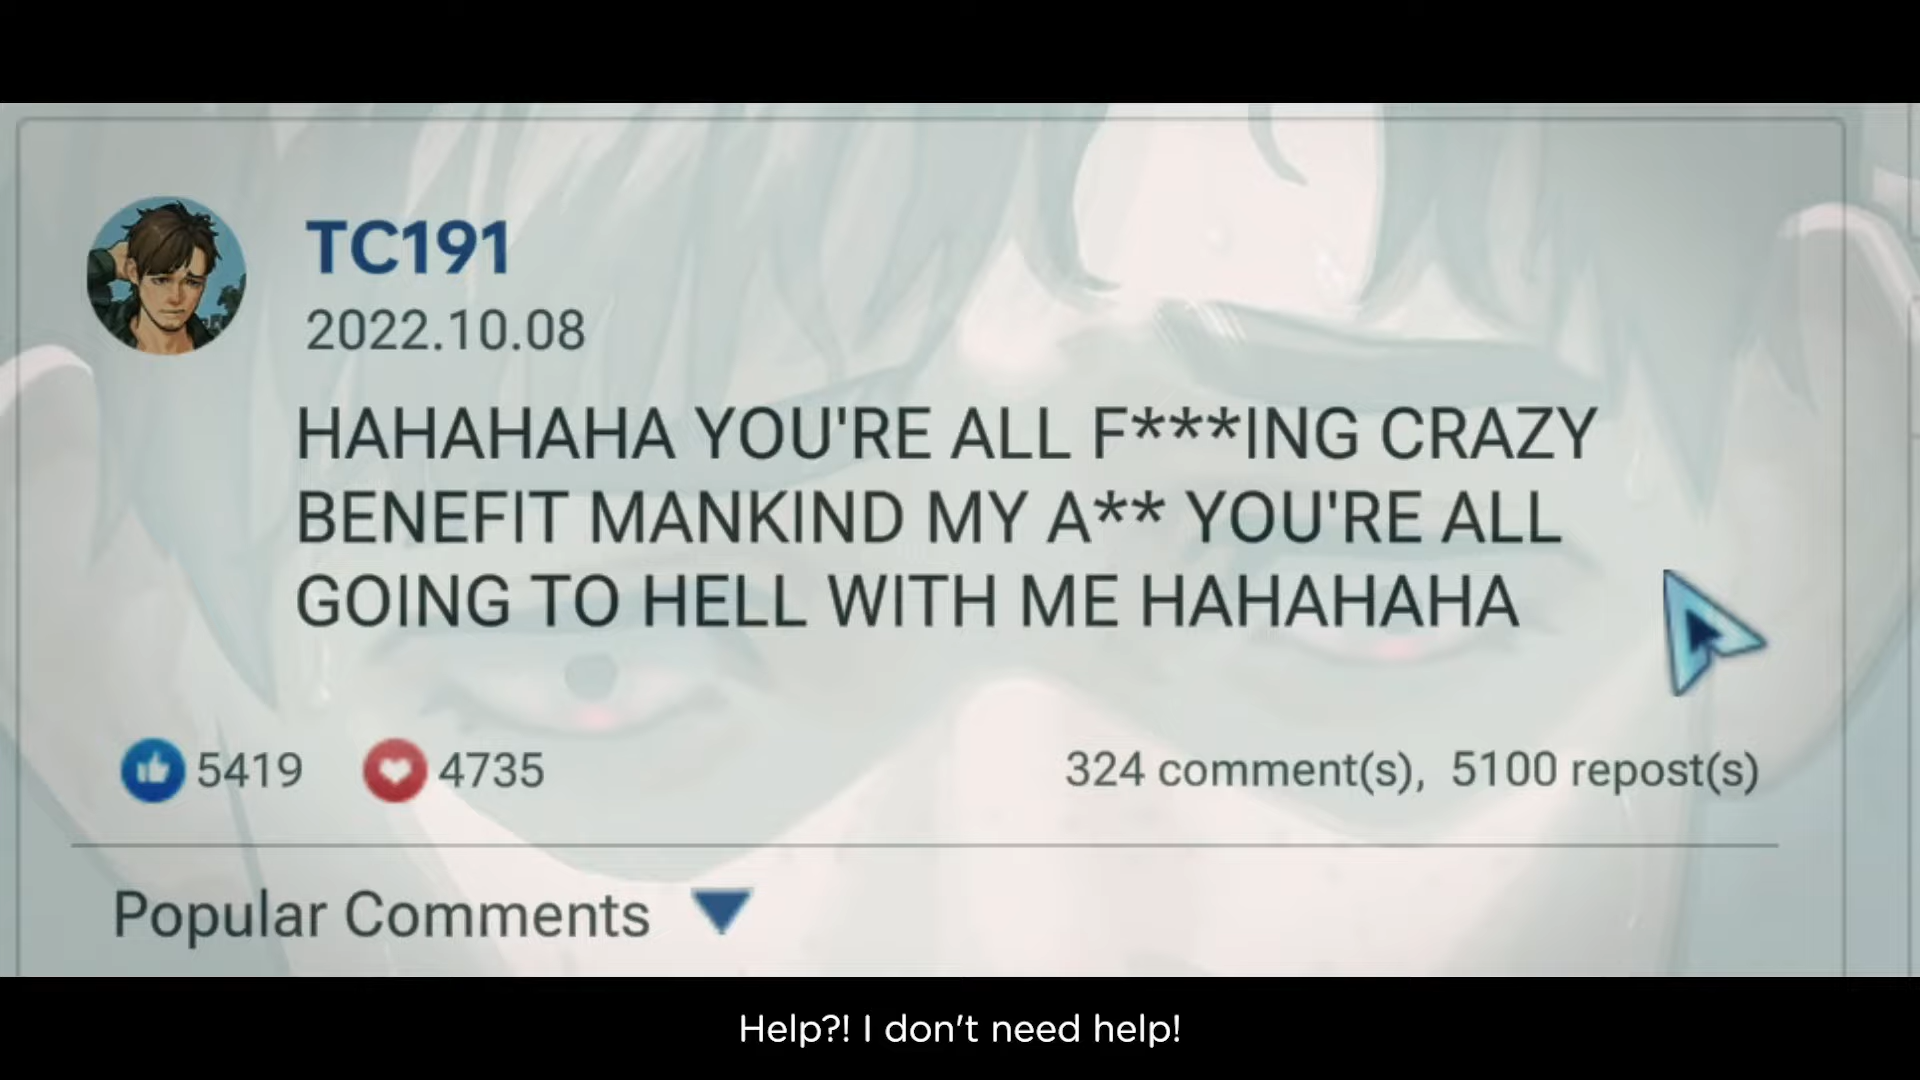 TC191
2022.10.08
HAHAHAHA YOU'RE ALL F***ING CRAZY
BENEFIT MANKIND MY A** YOU'RE ALL
GOING TO HELL WITH ME HAHAHAHA
5419 4735 324 comment(s), 5100 repost(s)
Popular Comments
Help?! I don't need help!